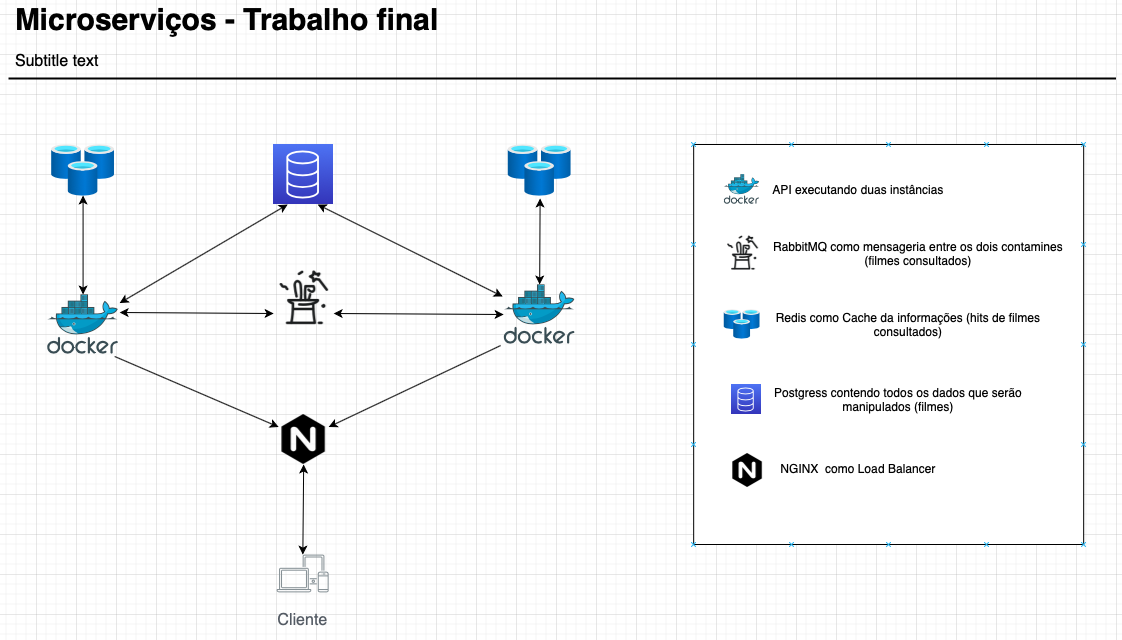 Microserviços - Trabalho final
Subtitle text
docker
docker
Cliente
docker
API executando duas instâncias
RabbitMQ como mensageria entre os dois contamines
(filmes consultados)
Redis como Cache da informações (hits de filmes
consultados)
Postgress contendo todos os dados que serão
manipulados (filmes)
N
NGINX  como Load Balancer
N